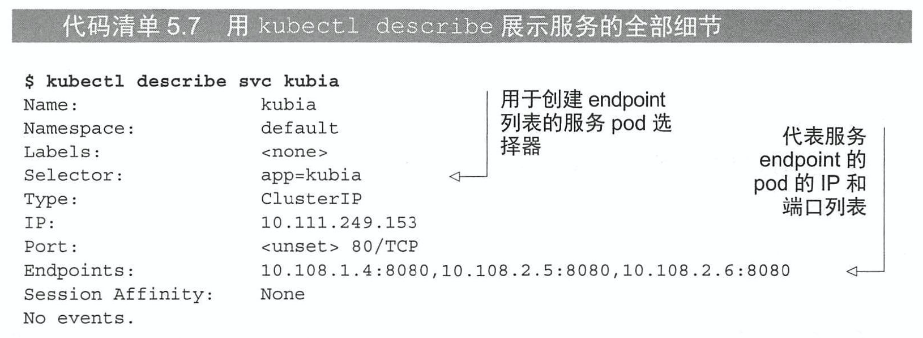 代码清单 5.7 用 kubectl describe 展示服务的全部细节
$ kubectl describe svc kubia
Name: kubia
Namespace: default
Labels: <none>
Selector: app=kubia
Type: ClusterIP
IP: 10.111.249.153
Port: <unset> 80/TCP
Endpoints: 10.108.1.4:8080,10.108.2.5:8080,10.108.2.6:8080
Session Affinity: None
No events.
用于创建 endpoint
列表的服务 pod 选
择器
代表服务
endpoint 的
pod 的 IP 和
端口列表